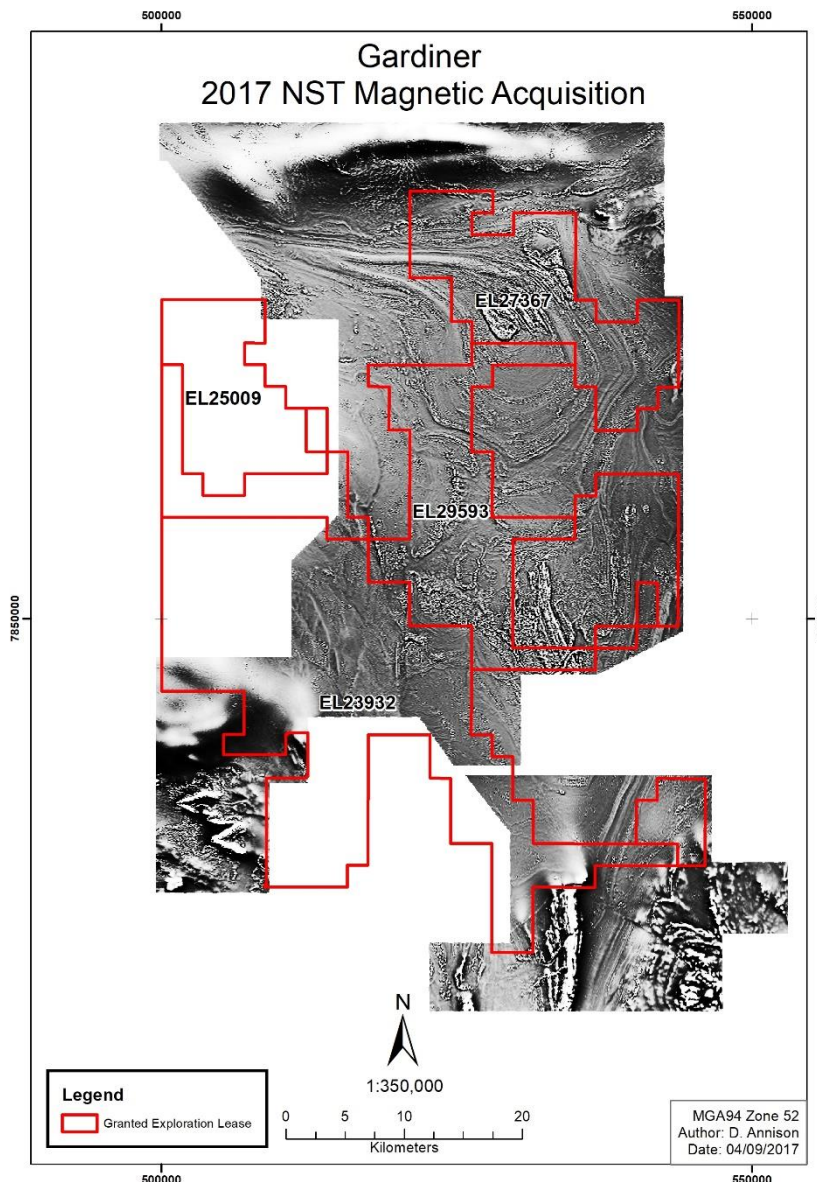 500000
550000
Gardiner
2017 NST Magnetic Acquisition
EL27367
EL25009
EL29593
7850000
7850000
EL23932
N
1:350,000
0 5 10 20
Kilometers
Legend
Granted Exploration Lease
MGA94 Zone 52
Author: D. Annison
Date: 04/09/2017
500000
550000